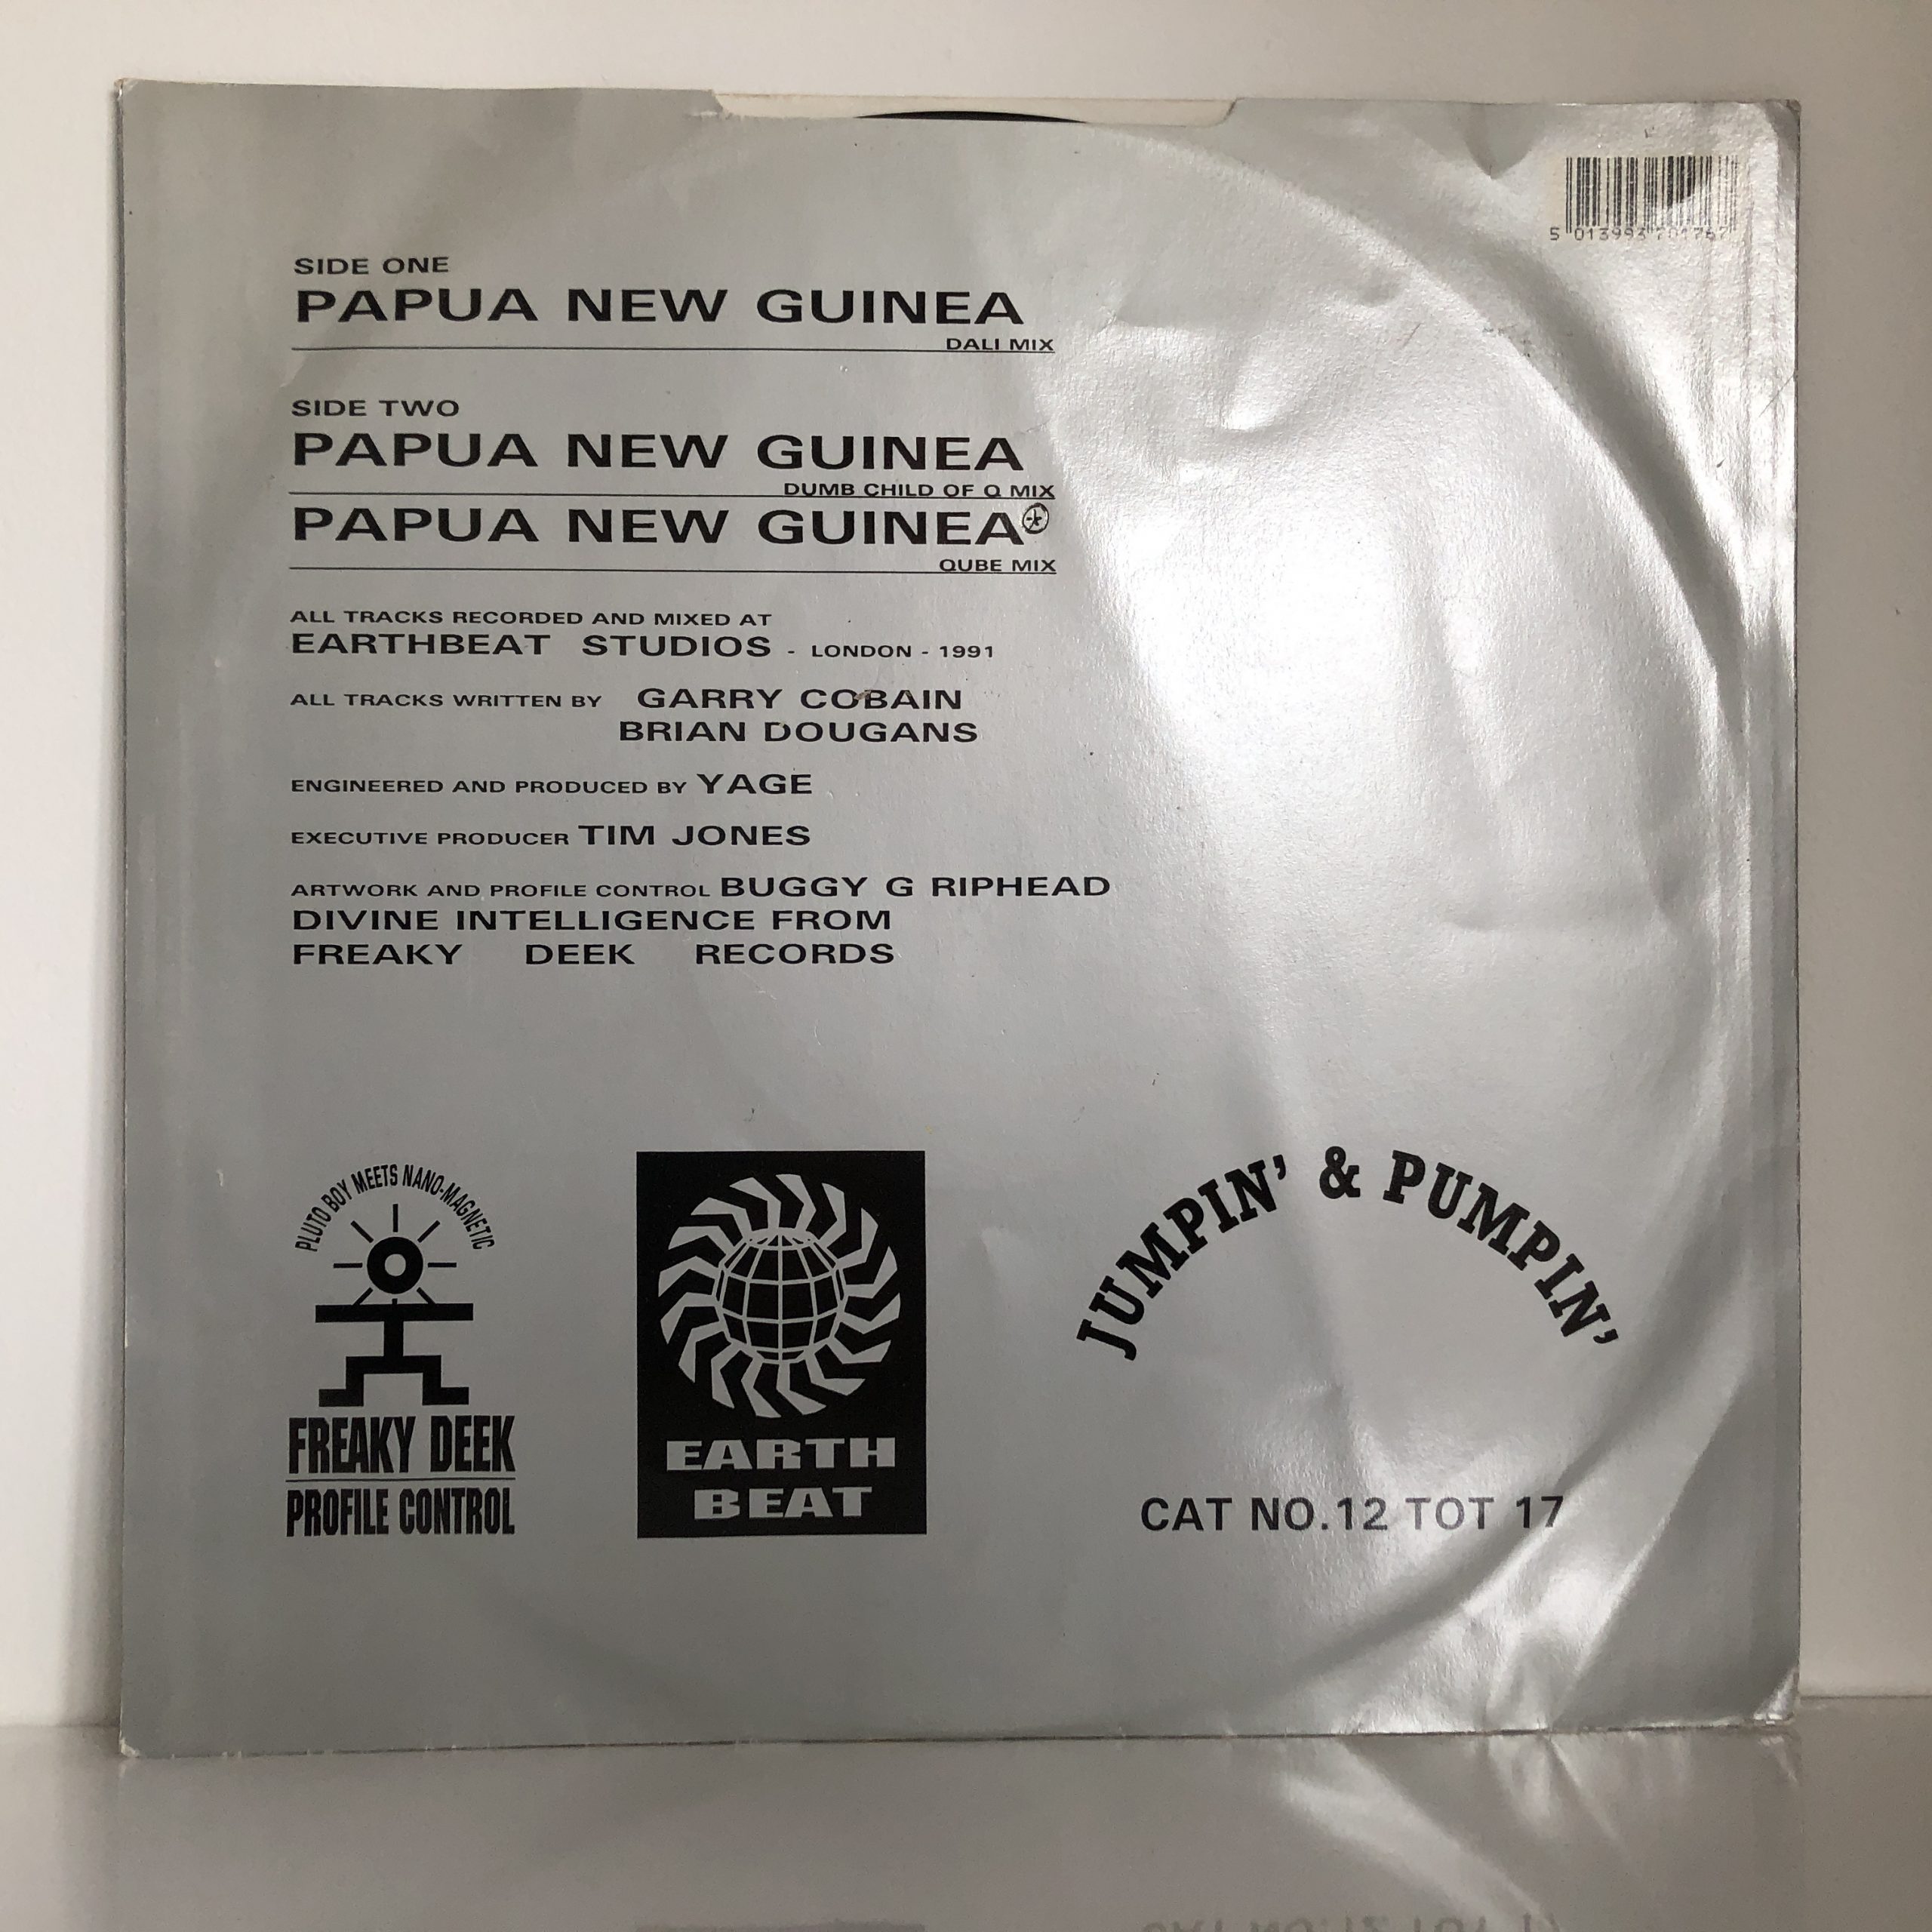 5 013993 701767
SIDE ONE
PAPUA NEW GUINEA
DALI MIX
SIDE TWO
PAPUA NEW GUINEA
DUMB CHILD OF Q MIX
PAPUA NEW GUINEA
QUBE MIX
ALL TRACKS RECORDED AND MIXED AT
EARTHBEAT STUDIOS - LONDON - 1991
ALL TRACKS WRITTEN BY GARRY COBAIN
BRIAN DOUGANS
ENGINEERED AND PRODUCED BY YAGE
EXECUTIVE PRODUCER TIM JONES
ARTWORK AND PROFILE CONTROL BUGGY G RIPHEAD
DIVINE INTELLIGENCE FROM
FREAKY DEEK RECORDS
PLUTO BOY MEETS NANO-MAGNETIC
FREAKY DEEK
PROFILE CONTROL
EARTH
BEAT
JUMPIN' & PUMPIN'
CAT NO.12 TOT 17